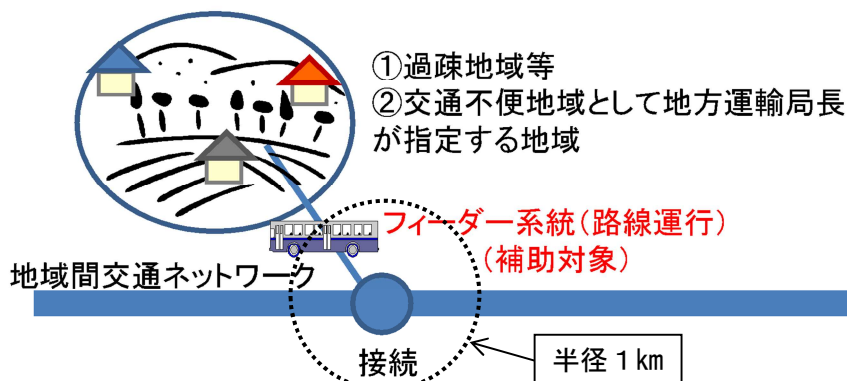 ①過疎地域等
②交通不便地域として地方運輸局長
が指定する地域
フィーダー系統(路線運行)
(補助対象)
地域間交通ネットワーク
接続
半径1km